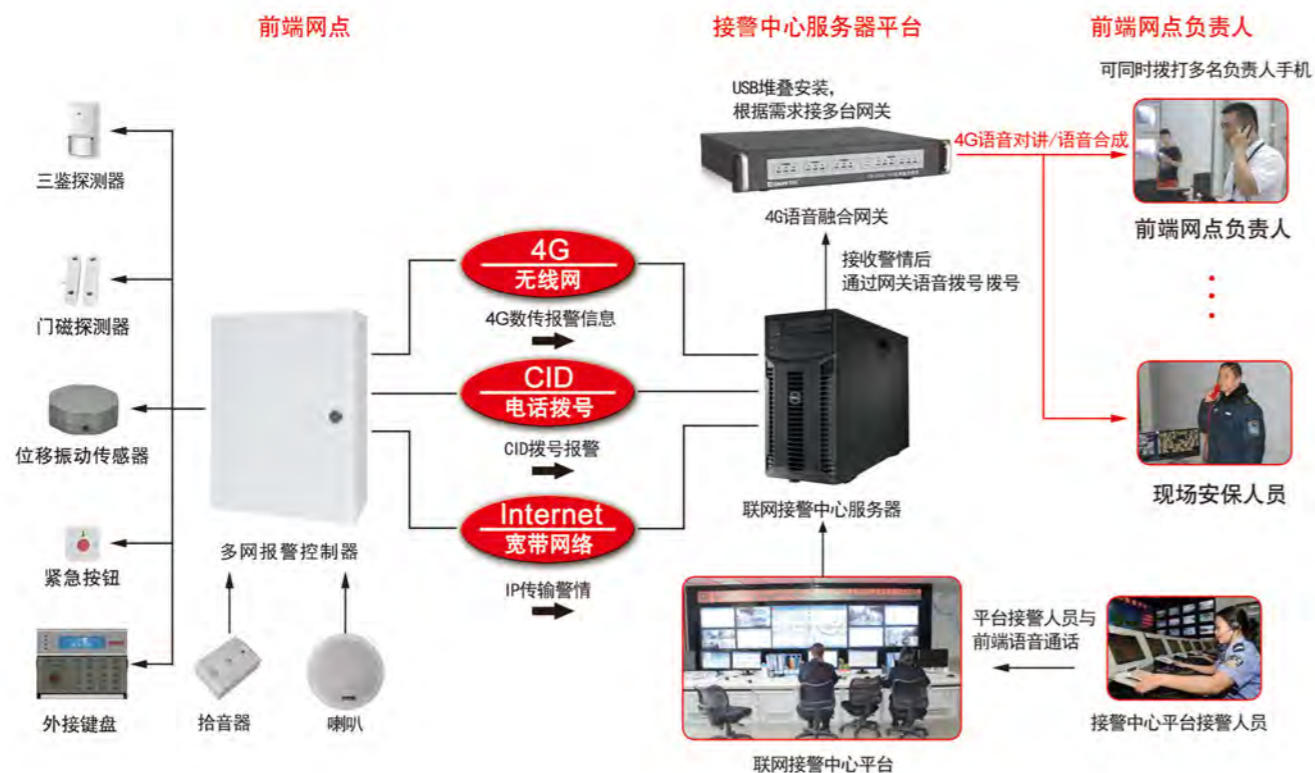 前端网点
接警中心服务器平台
前端网点负责人
可同时拨打多名负责人手机
USB堆叠安装，
根据需求接多台网关
4G语音对讲/语音合成
三鉴探测器
4G语音融合网关
前端网点负责人
4G
无线网
接收警情后
通过网关语音拨号拨号
4G数传报警信息
门磁探测器
CID
电话拨号
位移振动传感器
CID拨号报警
现场安保人员
联网接警中心服务器
Internet
宽带网络
多网报警控制器
紧急按钮
IP传输警情
平台接警人员与
前端语音通话
外接键盘
拾音器
喇叭
接警中心平台接警人员
联网接警中心平台